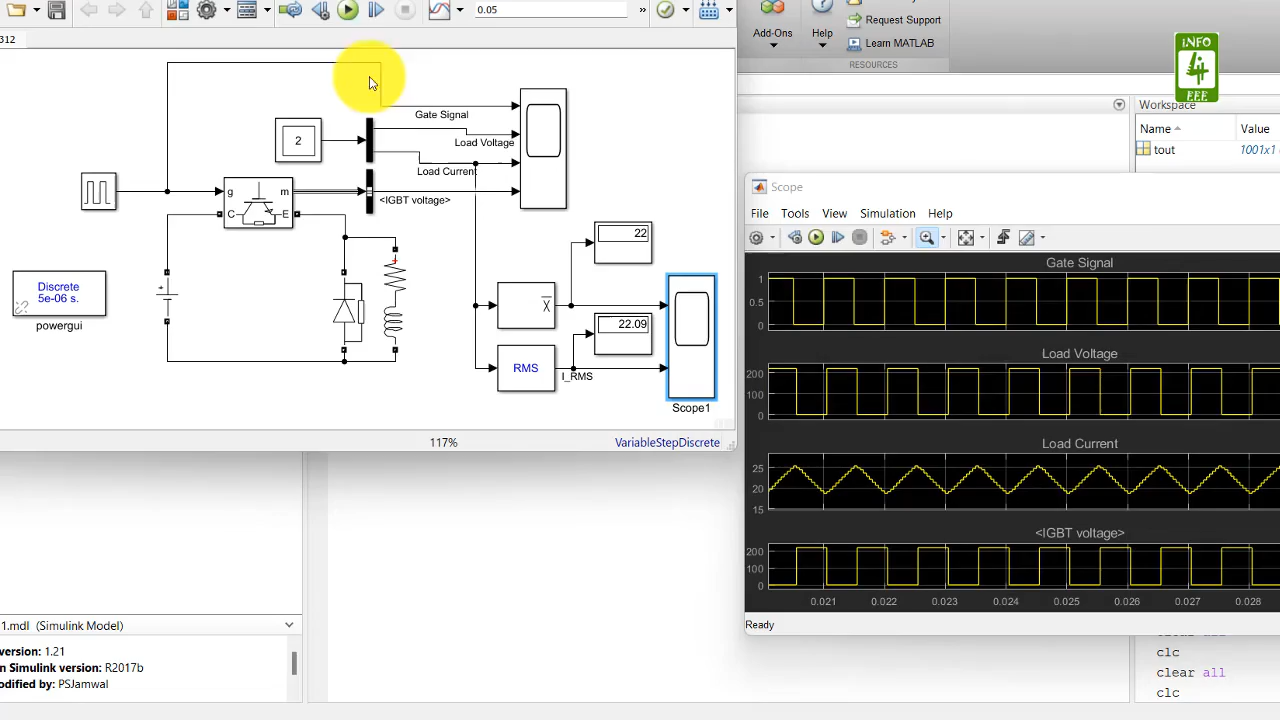 0.05
»
Add-Ons
Help
Request Support
Learn MATLAB
RESOURCES
INFO
EEE
312
Workspace
Name
Value
tout
1001x1
Gate Signal
Load Voltage
Load Current
<IGBT voltage>
2
g
m
C
E
Discrete
5e-06 s.
powergui
+
+
22
X
22.09
RMS
I_RMS
Scope1
117%
VariableStepDiscrete
Scope
File Tools View Simulation Help
Gate Signal
1
0.5
0
Load Voltage
200
100
0
Load Current
25
20
15
<IGBT voltage>
200
100
0
0.021 0.022 0.023 0.024 0.025 0.026 0.027 0.028
Ready
1.mdl (Simulink Model)
version: 1.21
n Simulink version: R2017b
odified by: PSJamwal
clc
clear all
clc